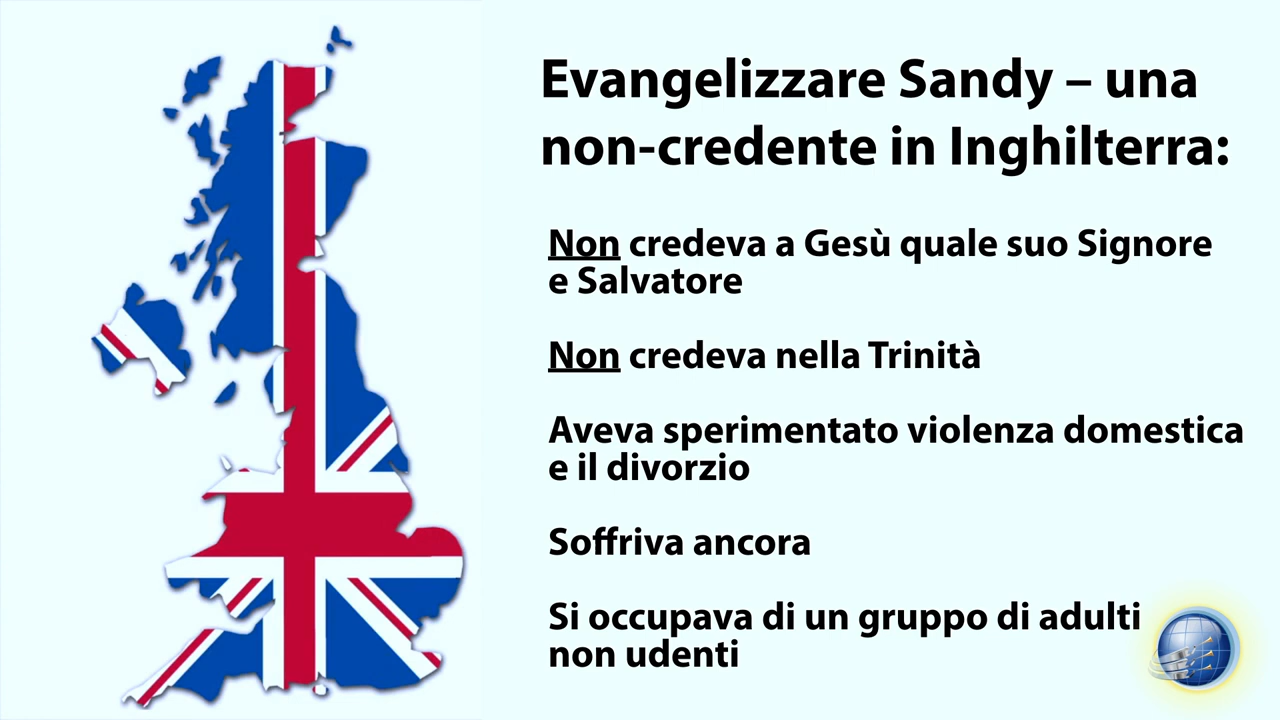 Evangelizzare Sandy – una
non-credente in Inghilterra:
Non credeva a Gesù quale suo Signore
e Salvatore
Non credeva nella Trinità
Aveva sperimentato violenza domestica
e il divorzio
Soffriva ancora
Si occupava di un gruppo di adulti
non udenti